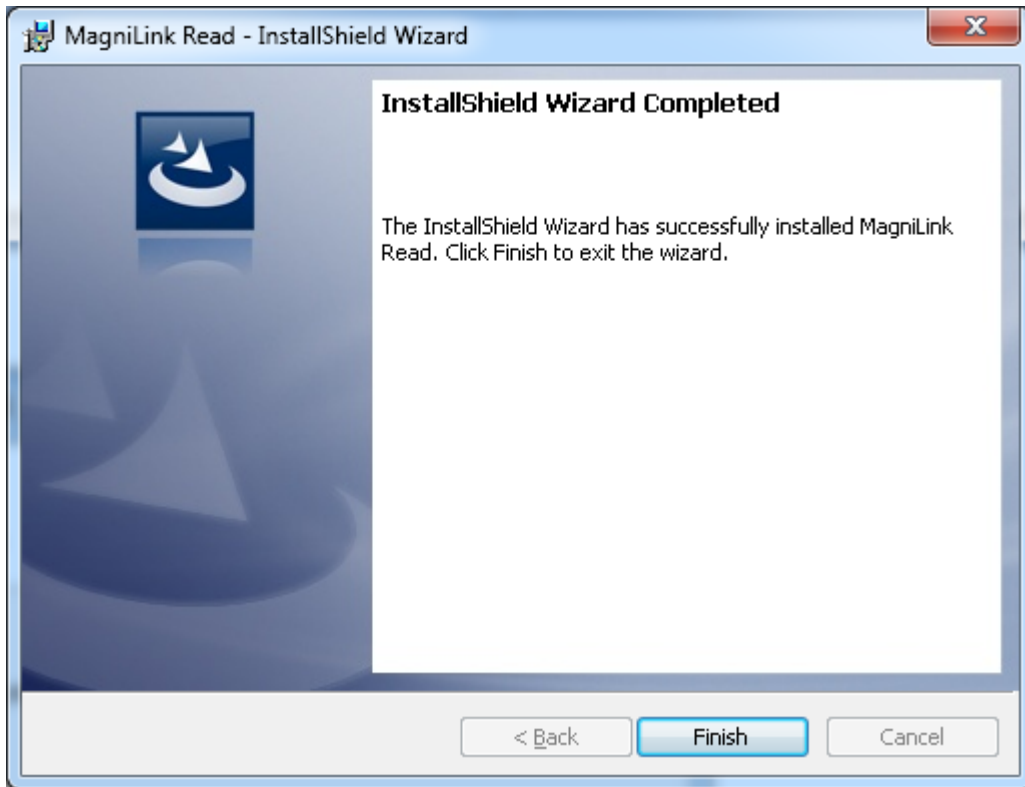 MagniLink Read - InstallShield Wizard
InstallShield Wizard Completed
The InstallShield Wizard has successfully installed MagniLink
Read. Click Finish to exit the wizard.
< Back
Finish
Cancel